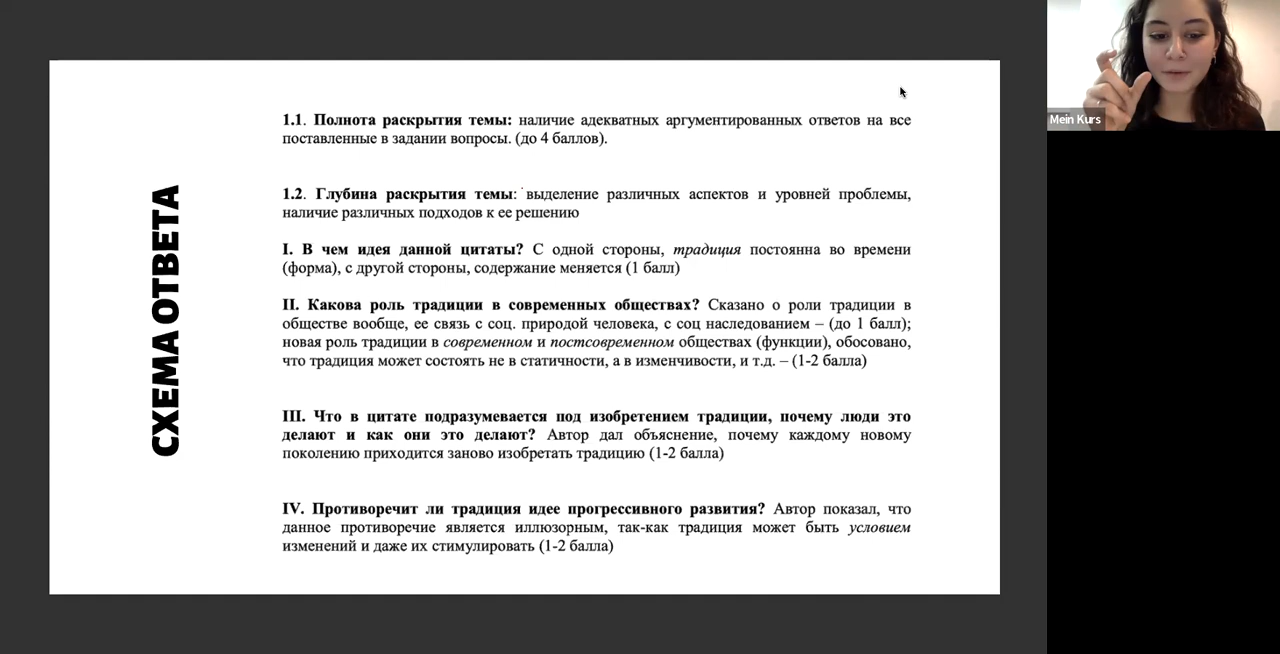 СХЕМА ОТВЕТА
1.1. Полнота раскрытия темы: наличие адекватных аргументированных ответов на все
поставленные в задании вопросы. (до 4 баллов).
1.2. Глубина раскрытия темы: выделение различных аспектов и уровней проблемы,
наличие различных подходов к ее решению
I. В чем идея данной цитаты? С одной стороны, традиция постоянна во времени
(форма), с другой стороны, содержание меняется (1 балл)
II. Какова роль традиции в современных обществах? Сказано о роли традиции в
обществе вообще, ее связь с соц. природой человека, с соц наследованием – (до 1 балл);
новая роль традиции в современном и постсовременном обществах (функции), обосовано,
что традиция может состоять не в статичности, а в изменчивости, и т.д. – (1-2 балла)
III. Что в цитате подразумевается под изобретением традиции, почему люди это
делают и как они это делают? Автор дал объяснение, почему каждому новому
поколению приходится заново изобретать традицию (1-2 балла)
IV. Противоречит ли традиция идее прогрессивного развития? Автор показал, что
данное противоречие является иллюзорным, так-как традиция может быть условием
изменений и даже их стимулировать (1-2 балла)
Mein Kurs